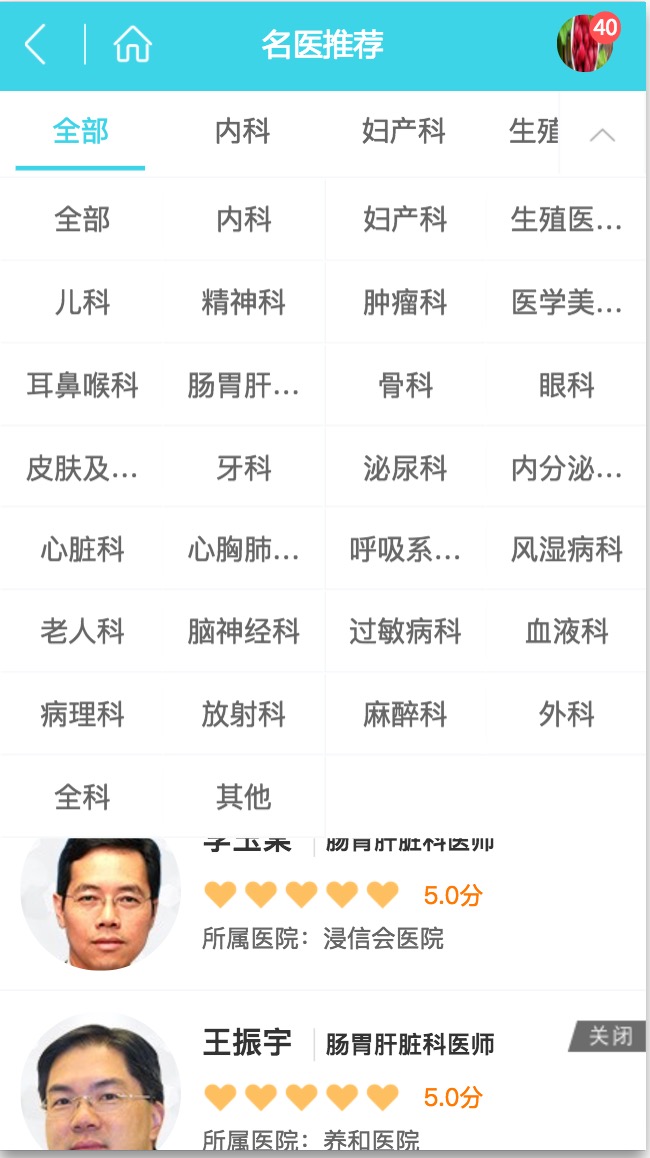 名医推荐 40
全部 内科 妇产科 生殖
全部 内科 妇产科 生殖医...
儿科 精神科 肿瘤科 医学美...
耳鼻喉科 肠胃肝... 骨科 眼科
皮肤及... 牙科 泌尿科 内分泌...
心脏科 心胸肺... 呼吸系... 风湿病科
老人科 脑神经科 过敏病科 血液科
病理科 放射科 麻醉科 外科
全科 其他
肠胃肝脏科医师
5.0分
所属医院：浸信会医院
王振宇 肠胃肝脏科医师
关闭
5.0分
所属医院：养和医院